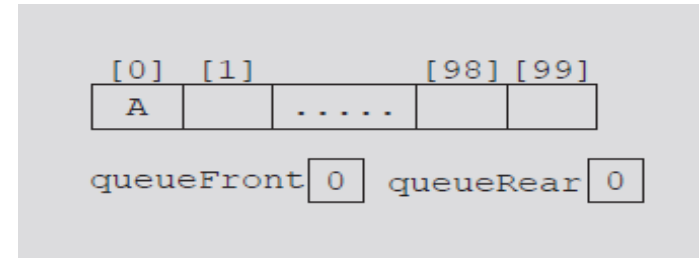 [0] [1] [98] [99]
A .....
queueFront 0 queueRear 0